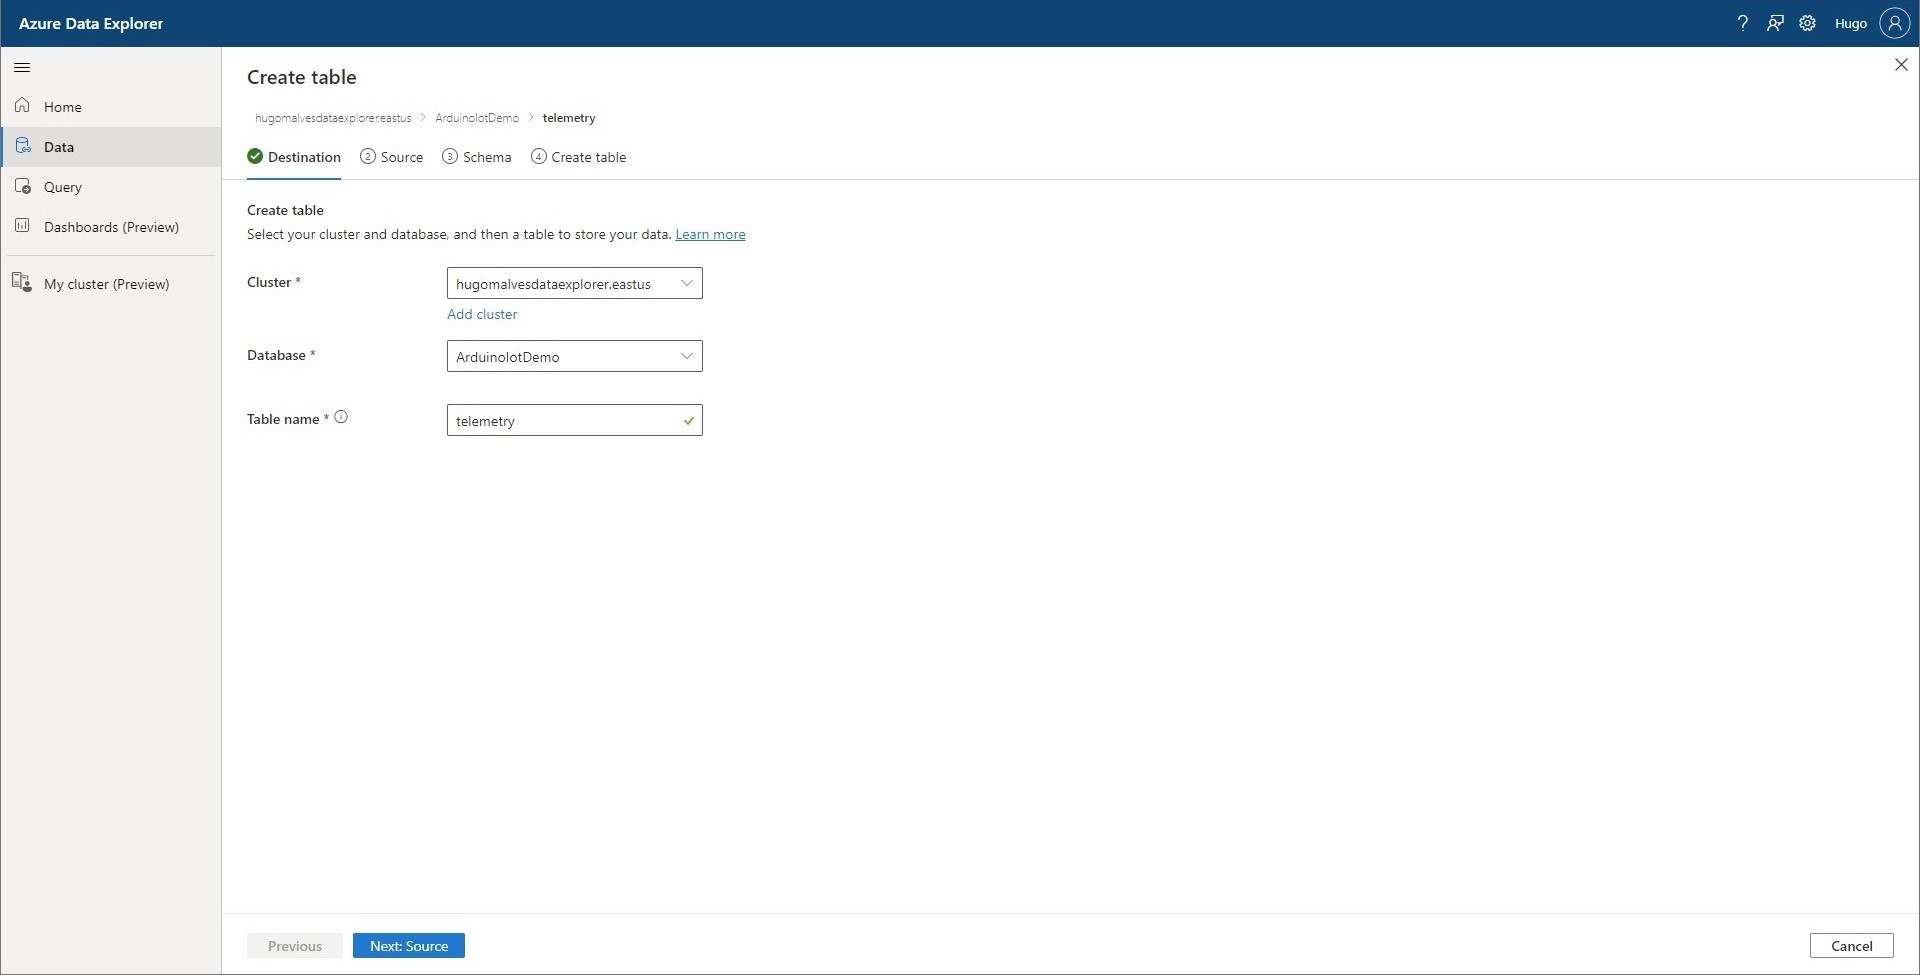 Azure Data Explorer
? Hugo
Home
Data
Query
Dashboards (Preview)
My cluster (Preview)
Create table
hugomalvesdataexplorer.eastus > ArduinoIotDemo > telemetry
Destination 2 Source 3 Schema 4 Create table
Create table
Select your cluster and database, and then a table to store your data. Learn more
Cluster * hugomalvesdataexplorer.eastus
Add cluster
Database * ArduinoIotDemo
Table name * telemetry
Previous Next: Source Cancel